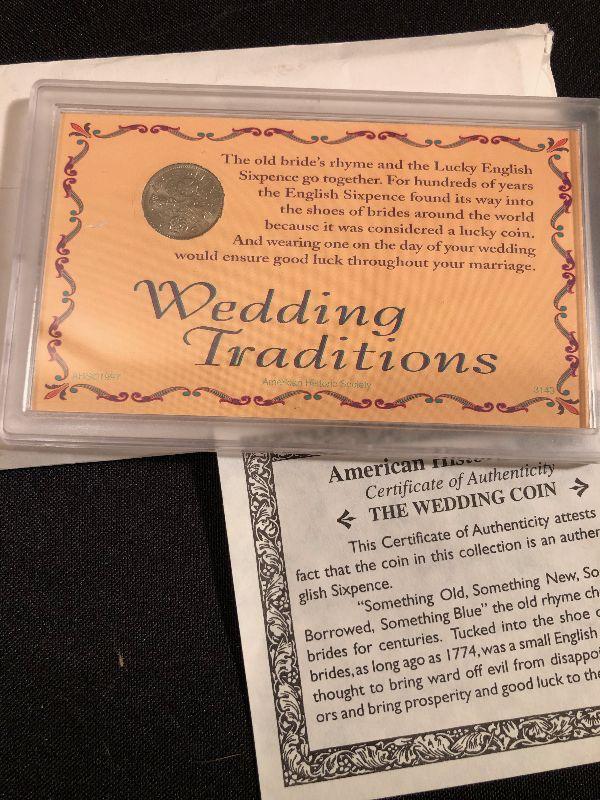 The old bride's rhyme and the Lucky English
Sixpence go together. For hundreds of years
the English Sixpence found its way into
the shoes of brides around the world
because it was considered a lucky coin.
And wearing one on the day of your wedding
would ensure good luck throughout your marriage.
Wedding
Traditions
AHS©1997
American Historic Society
3143
American Histo
Certificate of Authenticity
THE WEDDING COIN
This Certificate of Authenticity attests
fact that the coin in this collection is an authen
glish Sixpence.
"Something Old, Something New, So
Borrowed, Something Blue" the old rhyme ch
brides for centuries. Tucked into the shoe o
brides, as long ago as 1774, was a small English
thought to bring ward off evil from disappoi
ors and bring prosperity and good luck to the